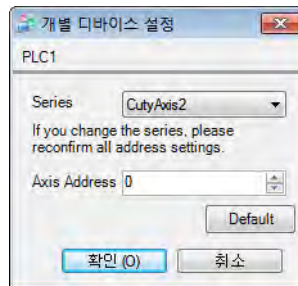 개별 디바이스 설정
PLC1
Series CutyAxis2
If you change the series, please
reconfirm all address settings.
Axis Address 0
Default
확인 (O) 취소